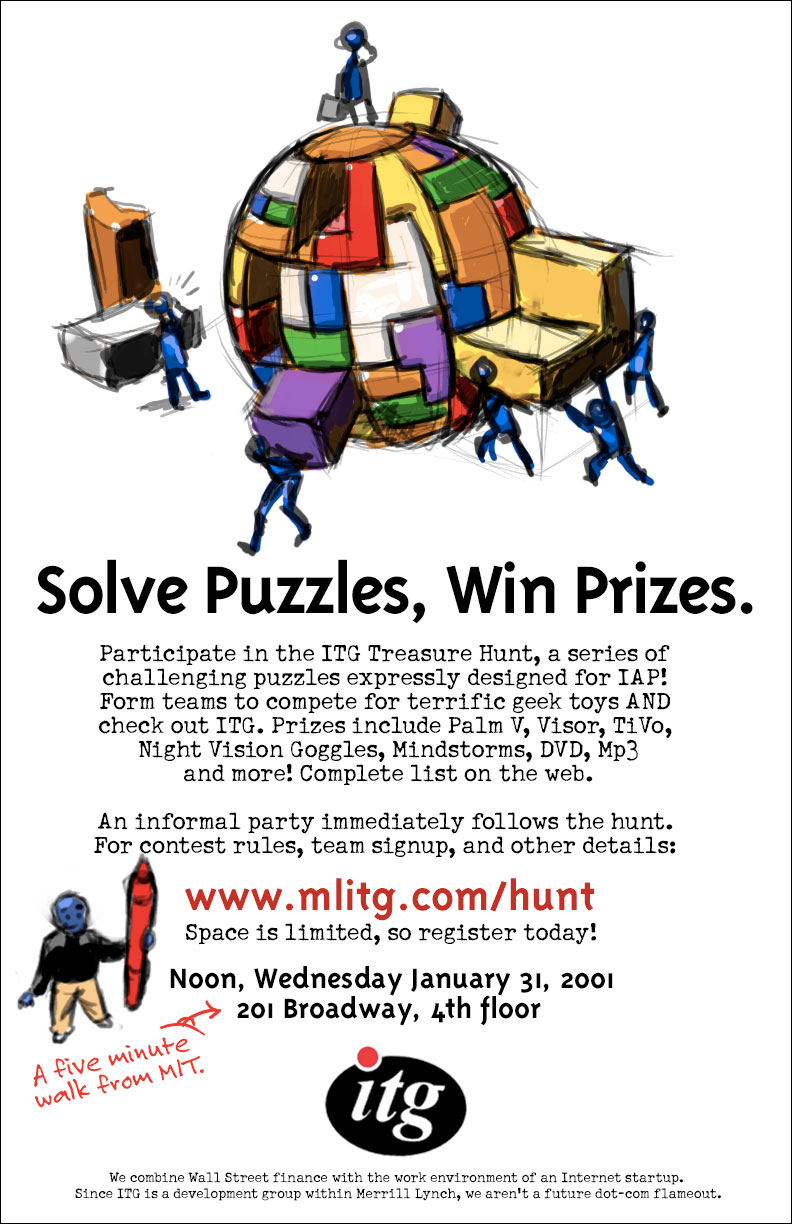 Solve Puzzles, Win Prizes.
Participate in the ITG Treasure Hunt, a series of
challenging puzzles expressly designed for IAP!
Form teams to compete for terrific geek toys AND
check out ITG. Prizes include Palm V, Visor, TiVo,
Night Vision Goggles, Mindstorms, DVD, Mp3
and more! Complete list on the web.
An informal party immediately follows the hunt.
For contest rules, team signup, and other details:
www.mlitg.com/hunt
Space is limited, so register today!
Noon, Wednesday January 31, 2001
201 Broadway, 4th floor
A five minute
walk from MIT.
itg
We combine Wall Street finance with the work environment of an Internet startup.
Since ITG is a development group within Merrill Lynch, we aren't a future dot-com flameout.